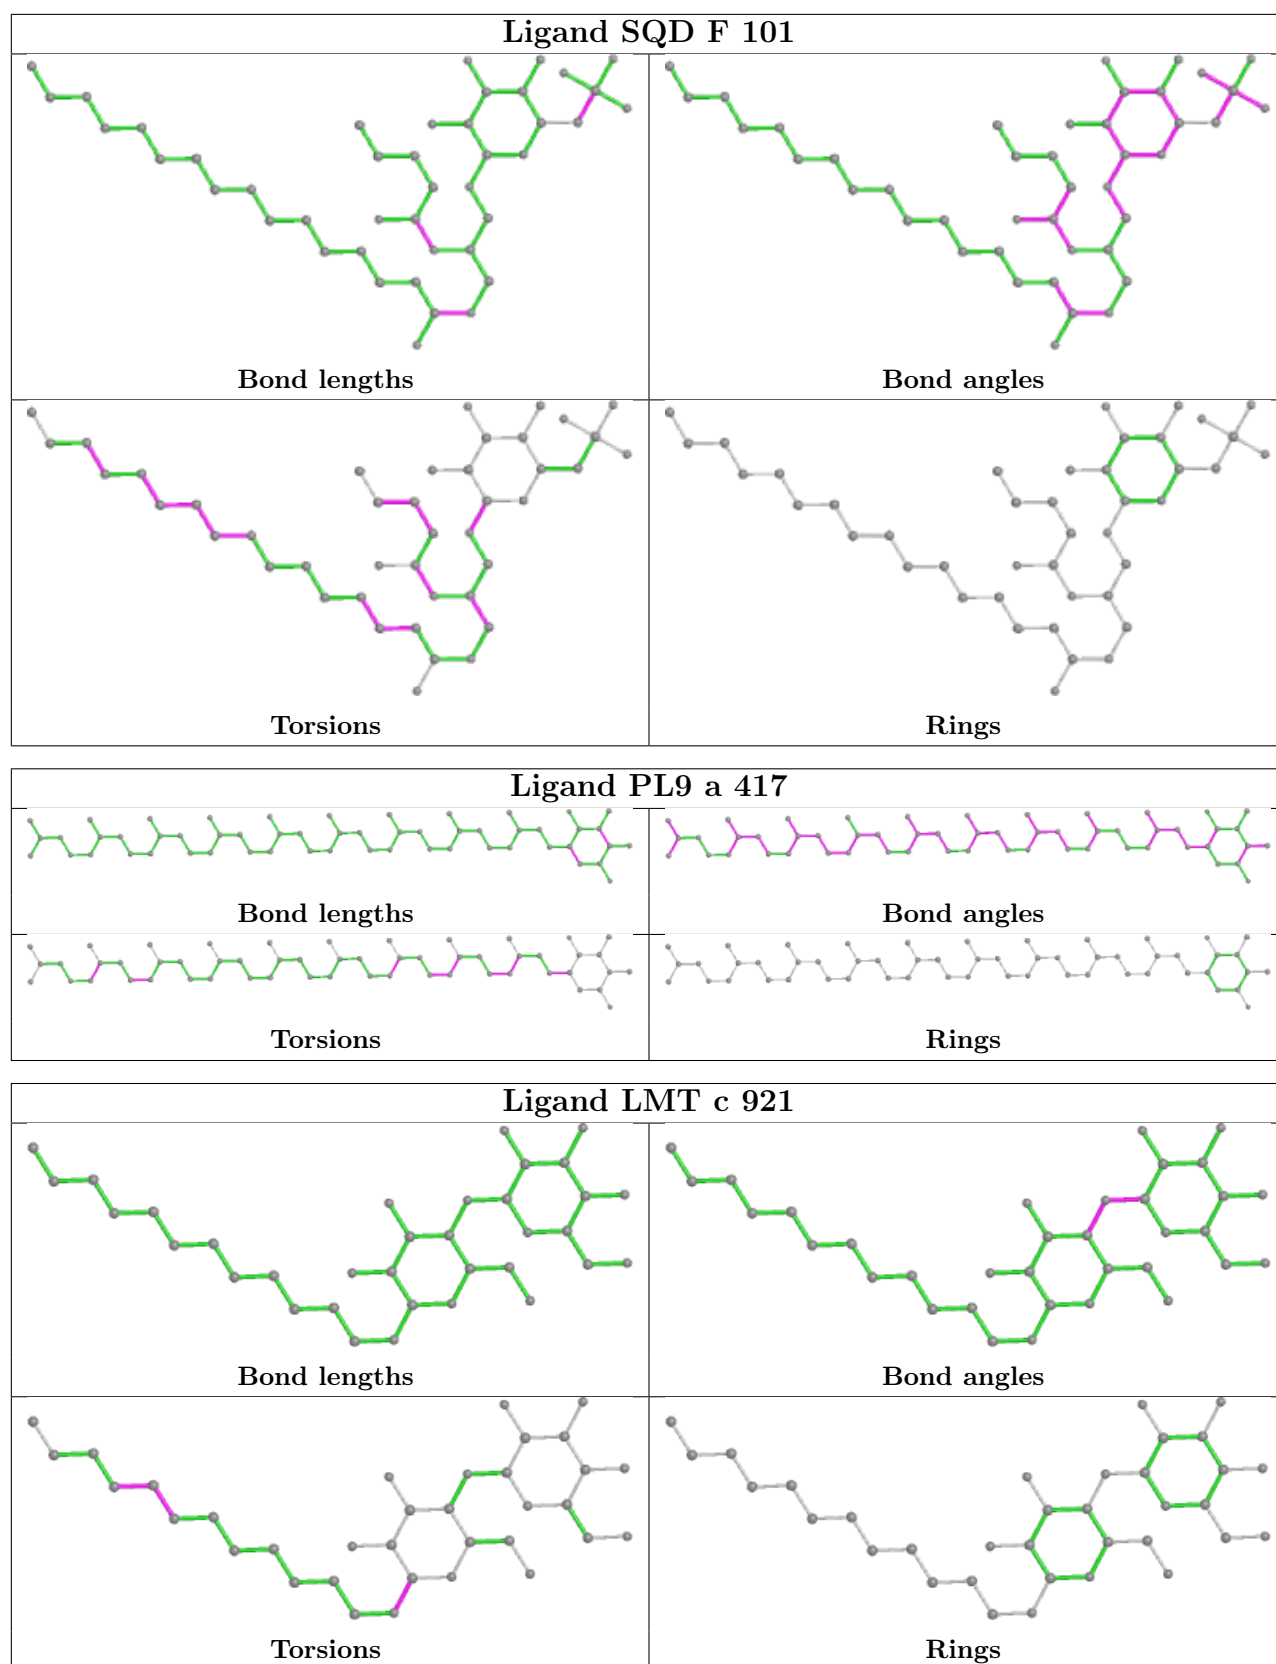 Ligand SQD F 101
Bond lengths
Bond angles
Torsions
Rings
Ligand PL9 a 417
Bond lengths
Bond angles
Torsions
Rings
Ligand LMT c 921
Bond lengths
Bond angles
Torsions
Rings